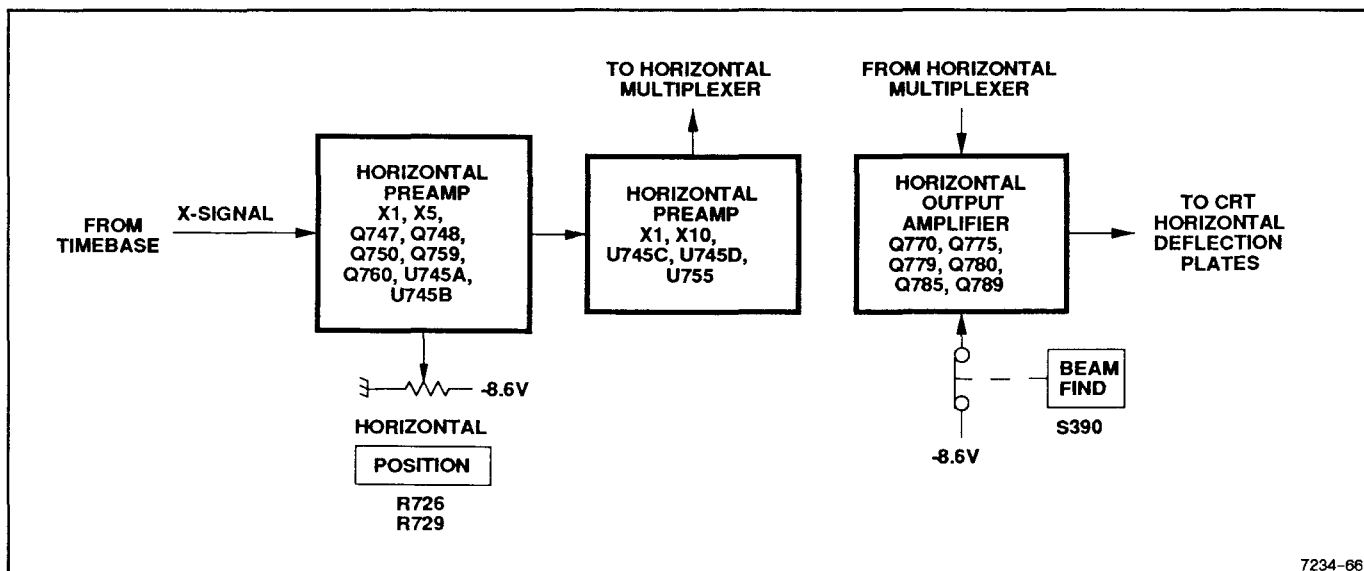 FROM
TIMEBASE
X-SIGNAL
HORIZONTAL
PREAMP
X1, X5,
Q747, Q748,
Q750, Q759,
Q760, U745A,
U745B
-8.6V
HORIZONTAL
POSITION
R726
R729
TO HORIZONTAL
MULTIPLEXER
HORIZONTAL
PREAMP
X1, X10,
U745C, U745D,
U755
FROM HORIZONTAL
MULTIPLEXER
HORIZONTAL
OUTPUT
AMPLIFIER
Q770, Q775,
Q779, Q780,
Q785, Q789
BEAM
FIND
S390
-8.6V
TO CRT
HORIZONTAL
DEFLECTION
PLATES
7234-66